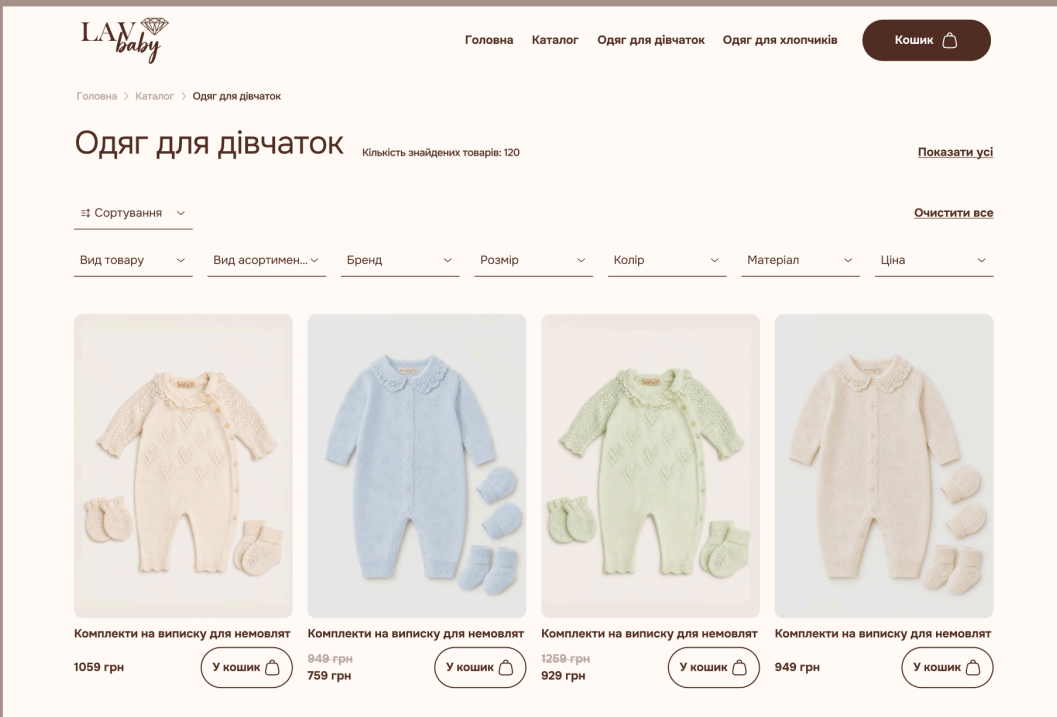 LAV
baby
Головна
Каталог
Одяг для дівчаток
Одяг для хлопчиків
Кошик
Головна > Каталог > Одяг для дівчаток
Одяг для дівчаток
Кількість знайдених товарів: 120
Показати усі
Сортування
Очистити все
Вид товару
Вид асортимен...
Бренд
Розмір
Колір
Матеріал
Ціна
Комплекти на виписку для немовлят
1059 грн
У кошик
Комплекти на виписку для немовлят
949 грн
759 грн
У кошик
Комплекти на виписку для немовлят
1259 грн
929 грн
У кошик
Комплекти на виписку для немовлят
949 грн
У кошик